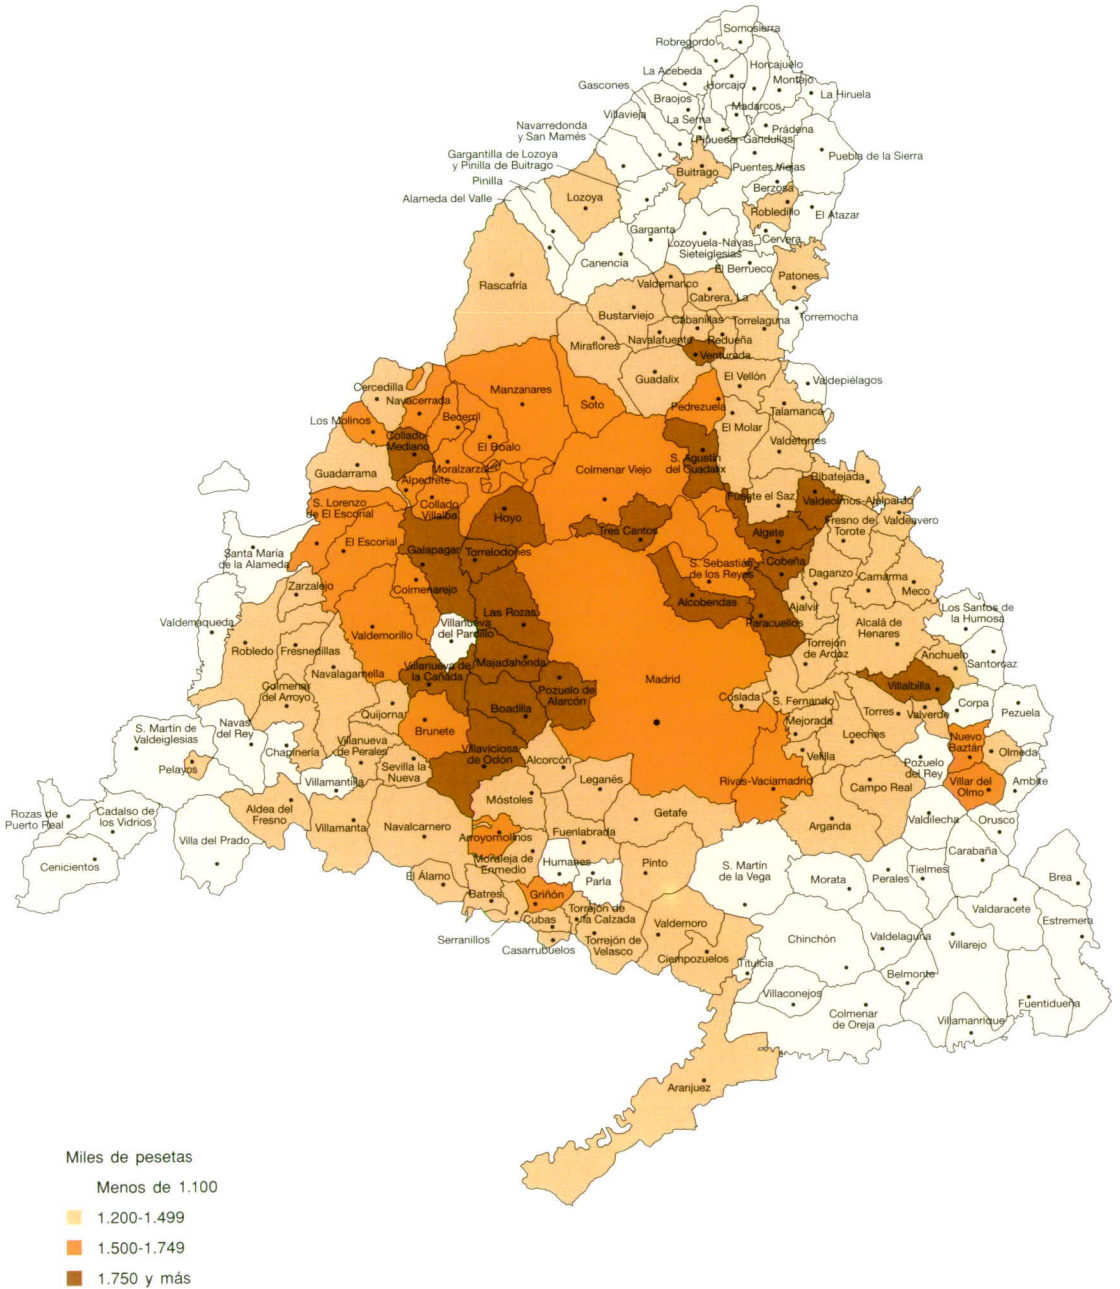 Somosierra
Robregordo
Horcajuelo
La Acebeda
Horcajo
Montejo
Gascones
La Hiruela
Braojos
Madarcos
Villavieja
La Serna
Prádena
Navarredonda
y San Mamés
Piñuecar-Gandullas
Gargantilla de Lozoya
y Pinilla de Buitrago
Puebla de la Sierra
Buitrago
Puentes Viejas
Pinilla
Berzosa
Alameda del Valle
Lozoya
Robledillo
El Atazar
Garganta
Lozoyuela-Navas
Sieteiglesias
Cervera
Canencia
El Berrueco
Rascafría
Valdemanco
Patones
Cabrera, La
Bustarviejo
Cabanillas
Torrelaguna
Torremocha
Miraflores
Navalafuente
Redueña
Venturada
Guadalix
El Vellón
Valdepiélagos
Cercedilla
Navacerrada
Manzanares
Soto
Pedrezuela
Talamanca
Los Molinos
Becerril
El Molar
Collado-
Mediano
El Boalo
Valdetorres
Guadarrama
Moralzarzal
Colmenar Viejo
S. Agustín
del Guadalix
Ribatejada
Alpedrete
Fuente el Saz
Valdeolmos-Alalpardo
S. Lorenzo
de El Escorial
Collado
Villalba
Hoyo
Tres Cantos
Fresno de
Torote
Valdeavero
Algete
El Escorial
Galapagar
Torrelodones
Santa María
de la Alameda
S. Sebastián
de los Reyes
Cobeña
Daganzo
Camarma
Zarzalejo
Colmenarejo
Meco
Alcobendas
Ajalvir
Las Rozas
Paracuellos
Los Santos de
la Humosa
Valdemaqueda
Valdemorillo
Villanueva
del Pardillo
Alcalá de
Henares
Robledo
Fresnedillas
Torrejón
de Ardoz
Anchuelo
Santorcaz
Navalagamella
Villanueva de
la Cañada
Majadahonda
Madrid
Colmenar
del Arroyo
Pozuelo de
Alarcón
Villalbilla
Coslada
S. Fernando
Quijorna
Boadilla
Torres
Valverde
Corpa
Pezuela
S. Martín de
Valdeiglesias
Navas
del Rey
Brunete
Mejorada
Loeches
Nuevo
Baztán
Chapinería
Villanueva
de Perales
Villaviciosa
de Odón
Velilla
Olmeda
Pelayos
Sevilla la
Nueva
Alcorcón
Pozuelo
del Rey
Villamantilla
Leganés
Rivas-Vaciamadrid
Campo Real
Villar del
Olmo
Ambite
Móstoles
Rozas de
Puerto Real
Cadalso de
los Vidrios
Aldea del
Fresno
Getafe
Valdilecha
Orusco
Villa del Prado
Villamanta
Navalcarnero
Arroyomolinos
Fuenlabrada
Arganda
Carabaña
Cenicientos
Moraleja de
Enmedio
Humanes
Pinto
S. Martín
de la Vega
El Álamo
Parla
Morata
Perales
Tielmes
Brea
Batres
Griñón
Valdaracete
Cubas
Torrejón de
la Calzada
Valdemoro
Estremera
Serranillos
Casarrubuelos
Torrejón de
Velasco
Chinchón
Valdelaguna
Villarejo
Ciempozuelos
Titulcia
Belmonte
Villaconejos
Fuentidueña
Colmenar
de Oreja
Villamanrique
Aranjuez
Miles de pesetas
Menos de 1.100
1.200-1.499
1.500-1.749
1.750 y más